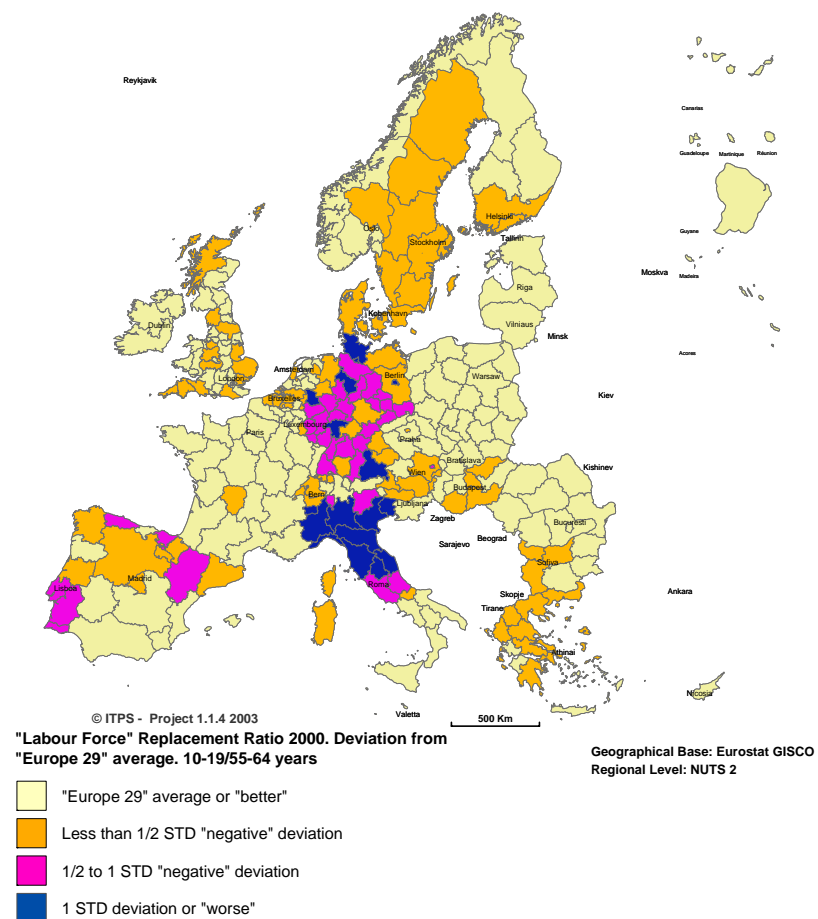 Reykjavik
Canarias
Guadeloupe Martinique Réunion
Oslo
Helsinki
Guyane
Stockholm
Tallinn
Moskva
Madeira
Riga
Kobenhavn
Dublin
Vilniaus
Minsk
Acores
London
Amsterdam
Berlin
Warsaw
Bruxelles
Kiev
Paris
Luxembourg
Praha
Kishinev
Bratislava
Wien
Budapest
Bern
Ljubljana
Zagreb
Bucuresti
Beograd
Sarajevo
Sofiya
Madrid
Roma
Lisboa
Skopje
Ankara
Tirane
Athinai
Nicosia
Valetta
© ITPS - Project 1.1.4 2003
500 Km
"Labour Force" Replacement Ratio 2000. Deviation from
"Europe 29" average. 10-19/55-64 years
Geographical Base: Eurostat GISCO
Regional Level: NUTS 2
"Europe 29" average or "better"
Less than 1/2 STD "negative" deviation
1/2 to 1 STD "negative" deviation
1 STD deviation or "worse"